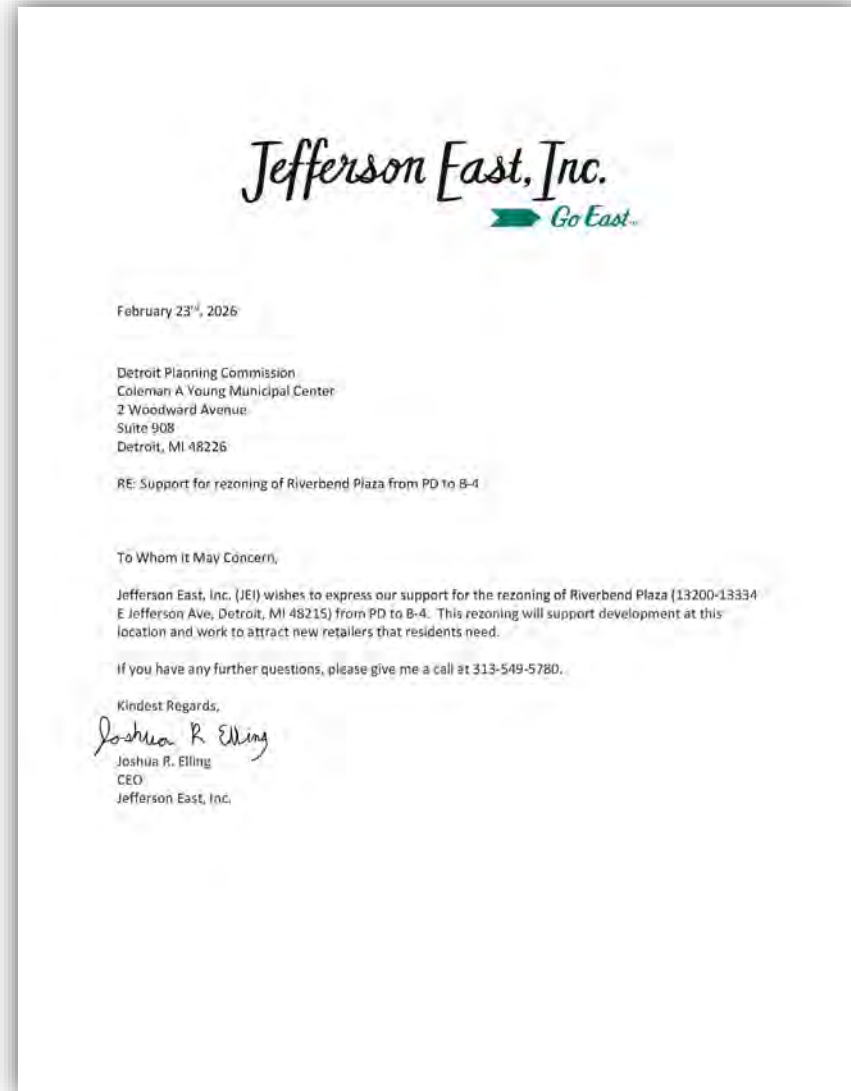 Jefferson East, Inc.
Go East
February 23rd, 2026
Detroit Planning Commission
Coleman A Young Municipal Center
2 Woodward Avenue
Suite 908
Detroit, MI 48226
RE: Support for rezoning of Riverbend Plaza from PD to B-4
To Whom It May Concern,
Jefferson East, Inc. (JEI) wishes to express our support for the rezoning of Riverbend Plaza (13200-13334
E Jefferson Ave, Detroit, MI 48215) from PD to B-4. This rezoning will support development at this
location and work to attract new retailers that residents need.
If you have any further questions, please give me a call at 313-549-5780.
Kindest Regards,
Joshua R Elling
Joshua R. Elling
CEO
Jefferson East, Inc.